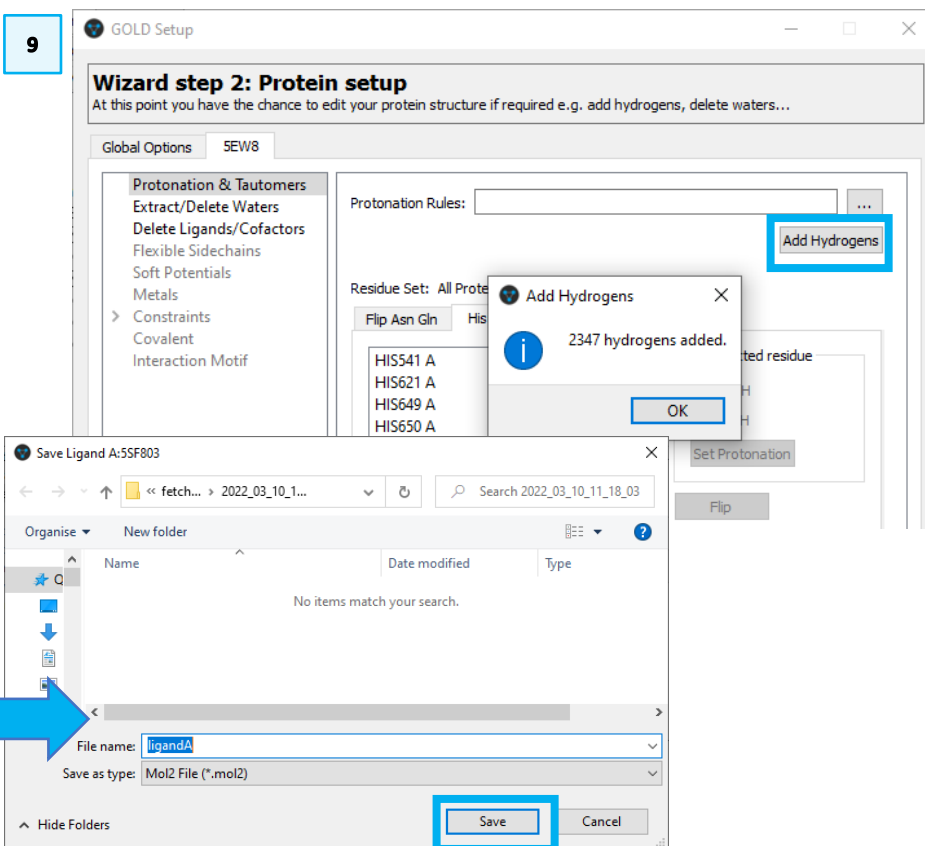 9
GOLD Setup
Wizard step 2: Protein setup
At this point you have the chance to edit your protein structure if required e.g. add hydrogens, delete waters...
Global Options
5EW8
Protonation & Tautomers
Extract/Delete Waters
Delete Ligands/Cofactors
Flexible Sidechains
Soft Potentials
Metals
Constraints
Covalent
Interaction Motif
Protonation Rules:
...
Add Hydrogens
Residue Set: All Prote
Flip Asn Gln
His
HIS541 A
HIS621 A
HIS649 A
HIS650 A
Add Hydrogens
2347 hydrogens added.
OK
ted residue
H
H
Set Protonation
Flip
Save Ligand A:5SF803
« fetch... › 2022_03_10_1...
Search 2022_03_10_11_18_03
Organise
New folder
Name
Date modified
Type
Q
No items match your search.
File name: ligandA
Save as type: Mol2 File (*.mol2)
Hide Folders
Save
Cancel